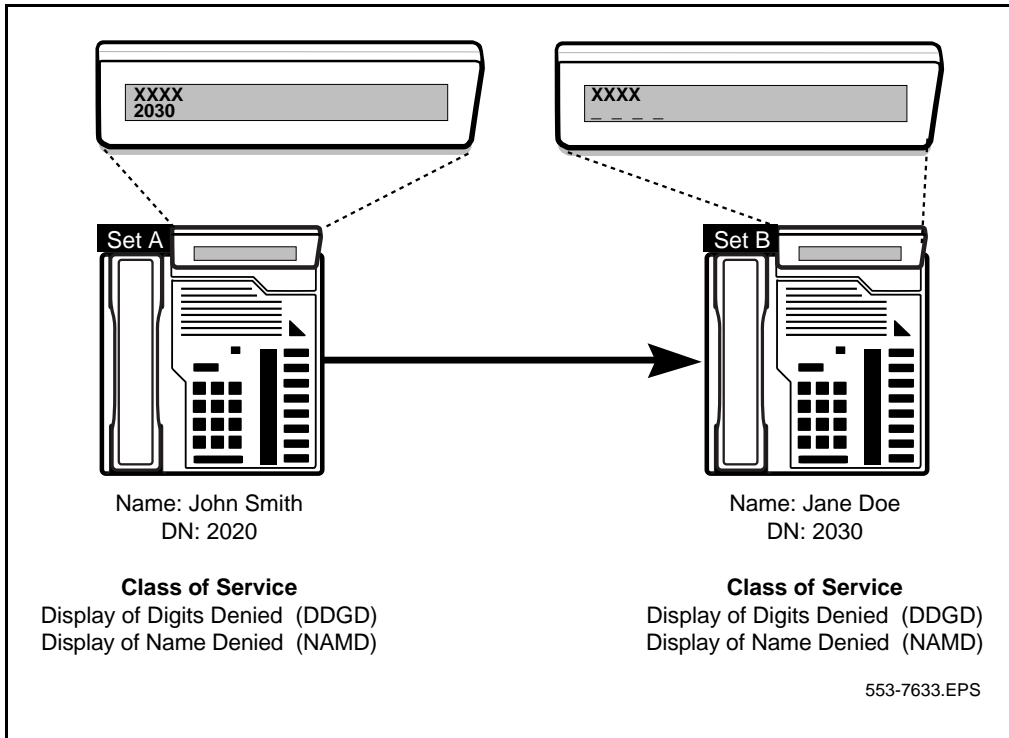 XXXX
2030
XXXX
_ _ _ _
Set A
Set B
Name: John Smith
DN: 2020
Class of Service
Display of Digits Denied (DDGD)
Display of Name Denied (NAMD)
Name: Jane Doe
DN: 2030
Class of Service
Display of Digits Denied (DDGD)
Display of Name Denied (NAMD)
553-7633.EPS